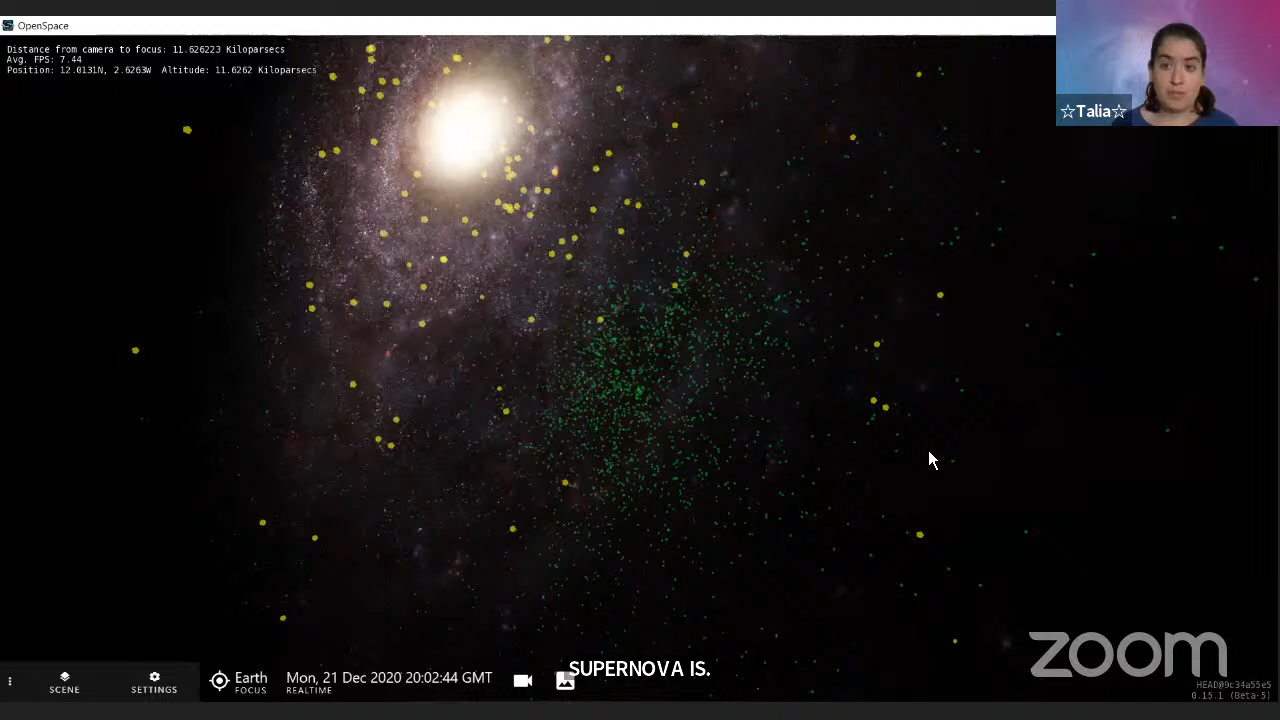 OpenSpace
Distance from camera to focus: 11.626223 Kiloparsecs
Avg. FPS: 7.44
Position: 12.0131N, 2.6263W  Altitude: 11.6262 Kiloparsecs
☆Talia☆
SUPERNOVA IS.
SCENE
SETTINGS
Earth
FOCUS
Mon, 21 Dec 2020 20:02:44 GMT
REALTIME
zoom
HEAD@9c34a55e5
0.15.1 (Beta-5)